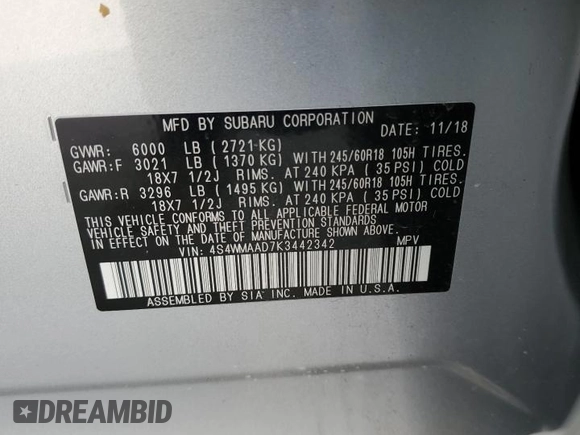 MFD BY SUBARU CORPORATION
DATE: 11/18
GVWR: 6000 LB (2721-KG)
GAWR:F 3021 LB (1370 KG) WITH 245/60R18 105H TIRES.
18X7 1/2J RIMS. AT 240 KPA (35 PSI) COLD
GAWR:R 3296 LB (1495 KG) WITH 245/60R18 105H TIRES.
18X7 1/2J RIMS. AT 240 KPA (35 PSI) COLD
THIS VEHICLE CONFORMS TO ALL APPLICABLE FEDERAL MOTOR
VEHICLE SAFETY AND THEFT PREVENTION STANDARDS
IN EFFECT ON THE DATE OF MANUFACTURE SHOWN ABOVE.
VIN: 4S4WMAAD7K3442342 MPV
ASSEMBLED BY SIA INC. MADE IN U.S.A.
DREAMBID